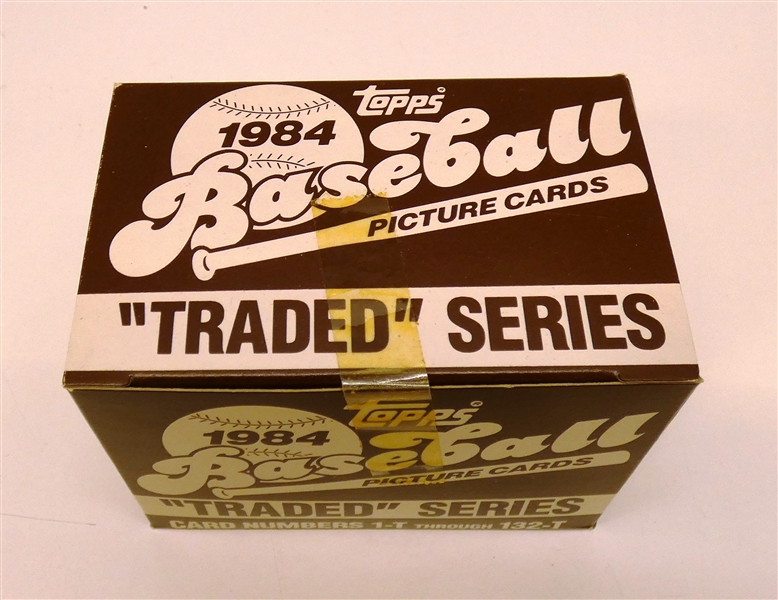 TOPPS
1984
Baseball
PICTURE CARDS
"TRADED" SERIES
TOPPS
1984
Baseball
PICTURE CARDS
"TRADED" SERIES
CARD NUMBERS 1-T THROUGH 132-T